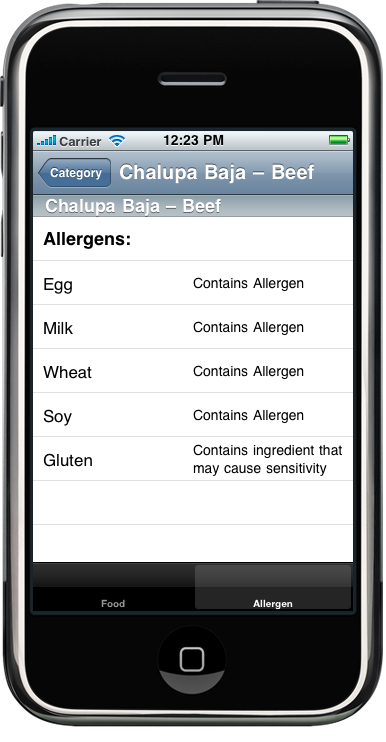 Carrier 12:23 PM
Category Chalupa Baja – Beef
Chalupa Baja – Beef
Allergens:
Egg Contains Allergen
Milk Contains Allergen
Wheat Contains Allergen
Soy Contains Allergen
Gluten Contains ingredient that
may cause sensitivity
Food Allergen